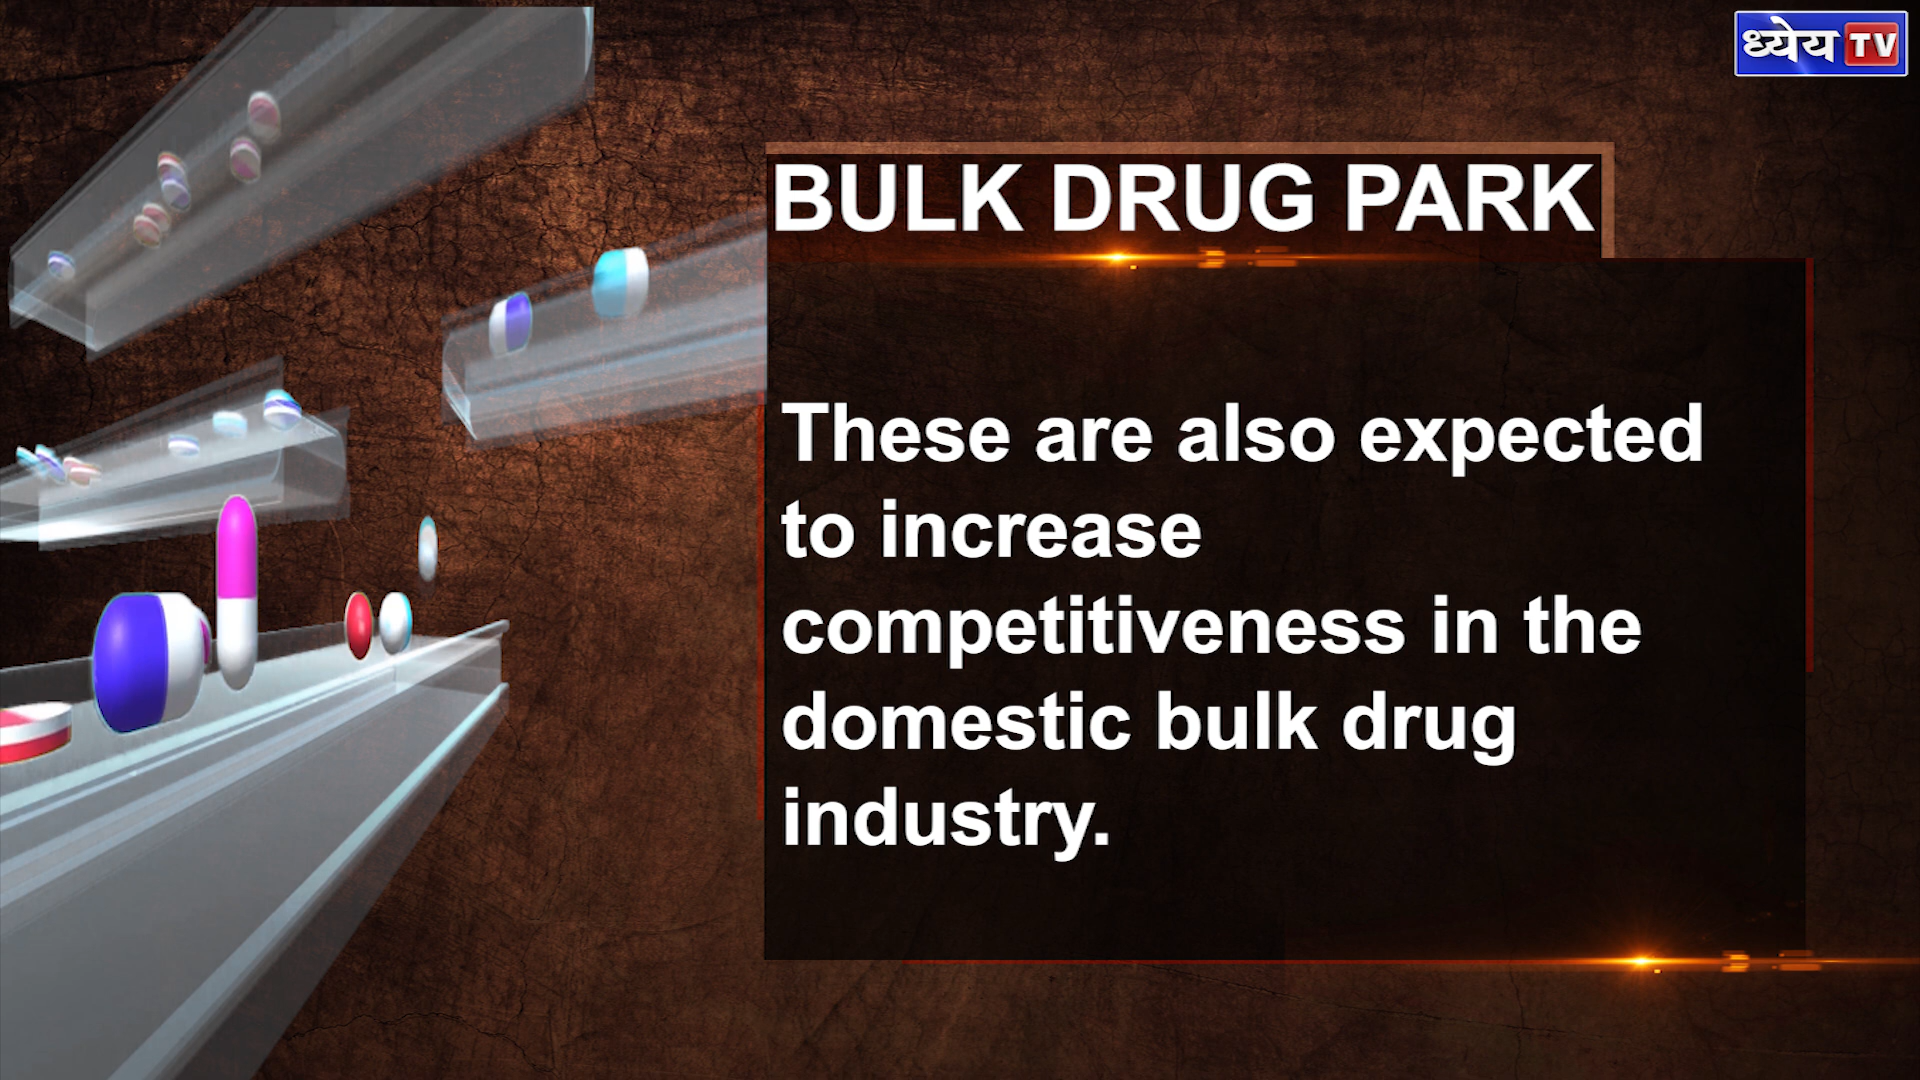 ध्येय TV
BULK DRUG PARK
These are also expected
to increase
competitiveness in the
domestic bulk drug
industry.